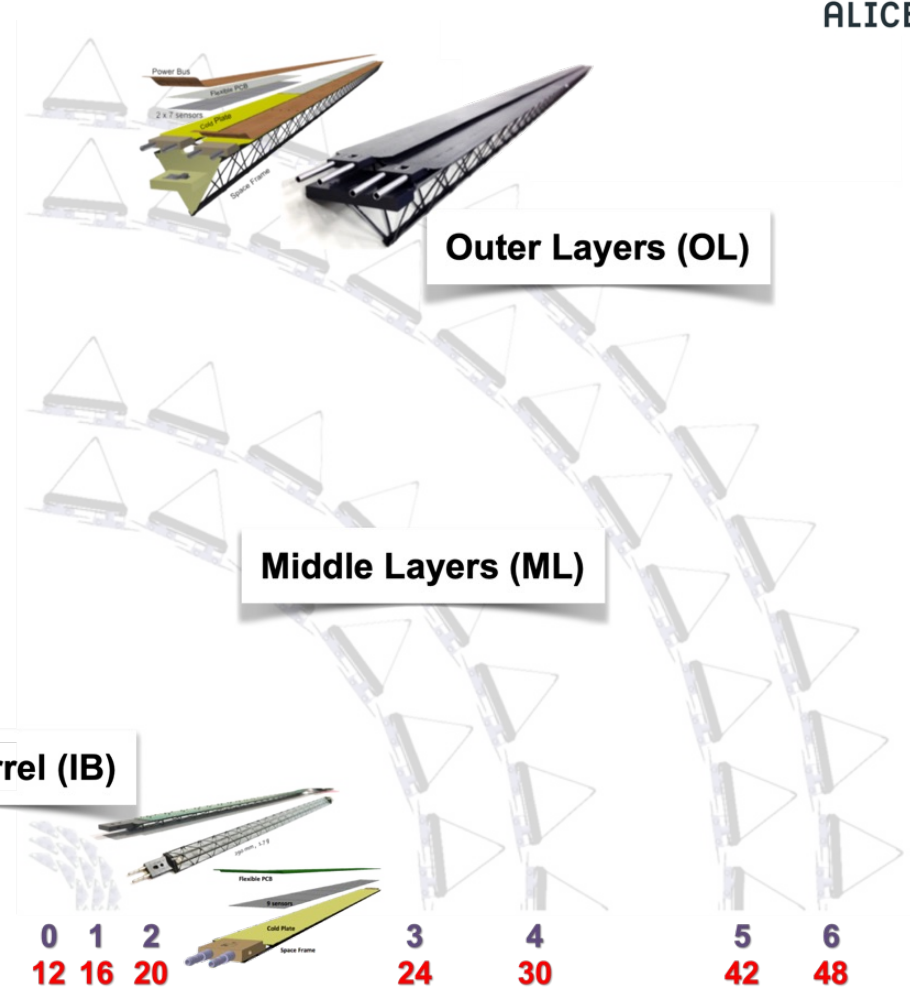 ALICE
Power Bus
Flexible PCB
2 x 7 sensors
Cold Plate
Space Frame
Outer Layers (OL)
Middle Layers (ML)
rrel (IB)
Flexible PCB
9 sensors
Cold Plate
Space Frame
0 1 2 3 4 5 6
12 16 20 24 30 42 48